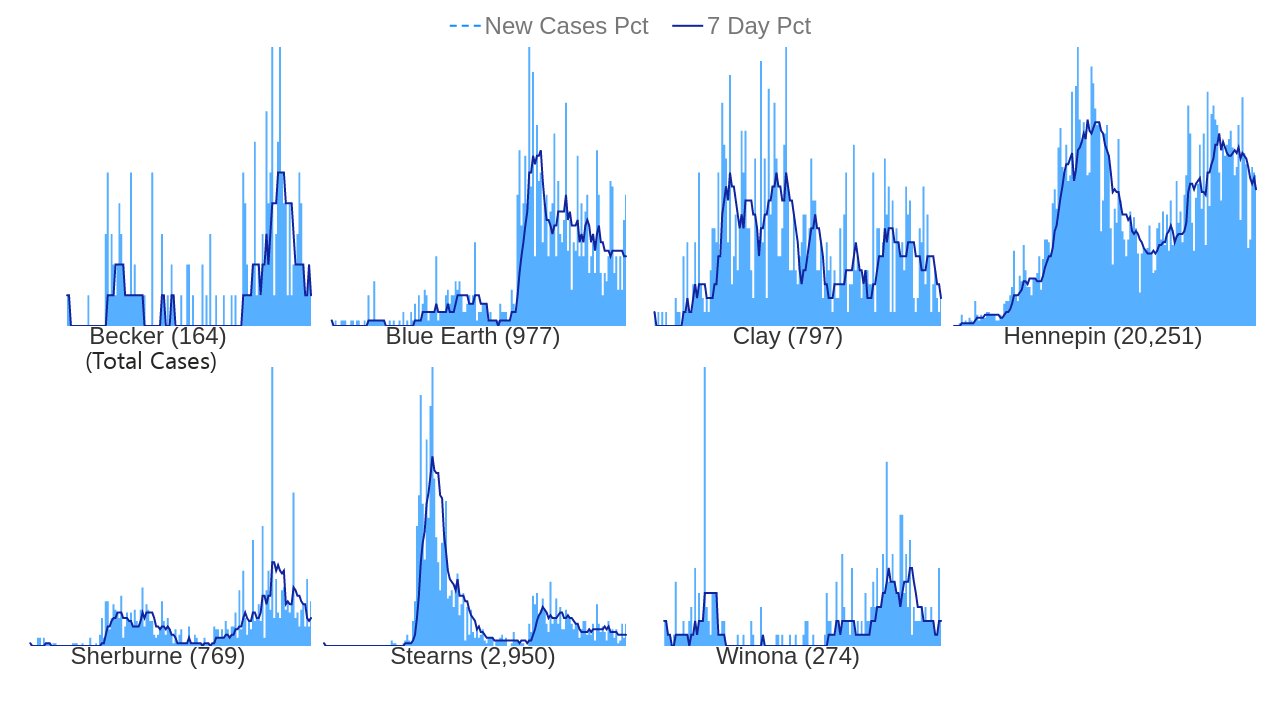 New Cases Pct 7 Day Pct
Becker (164) Blue Earth (977) Clay (797) Hennepin (20,251)
(Total Cases)
Sherburne (769) Stearns (2,950) Winona (274)